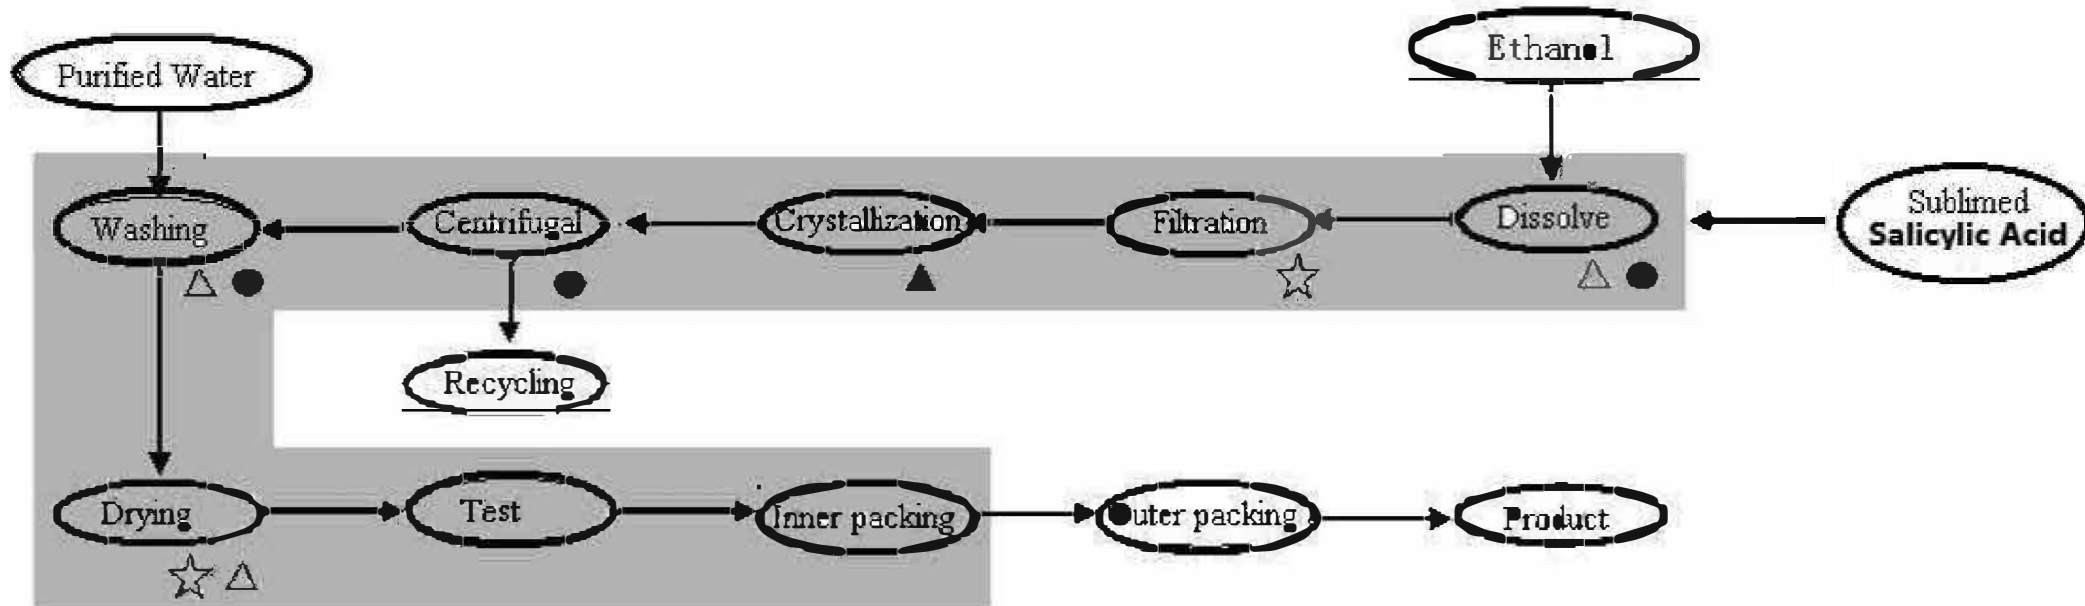 Ethanol
Purified Water
Sublimed
Salicylic Acid
Washing
Centrifugal
Crystallization
Filtration
Dissolve
Recycling
Drying
Test
Inner packing
Outer packing
Product